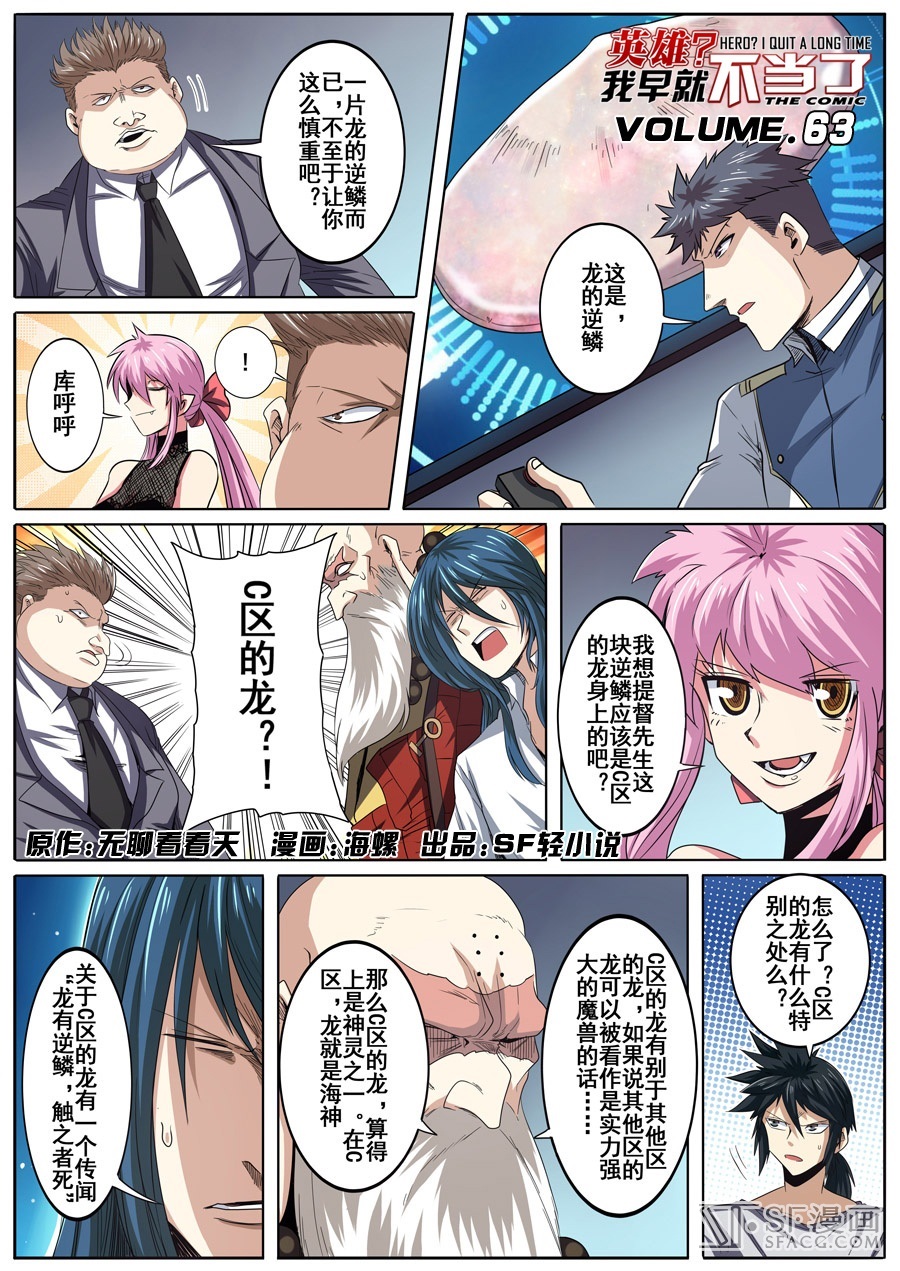 英雄?
HERO? I QUIT A LONG TIME
我早就不当了
THE COMIC
VOLUME. 63
这是，
龙的逆鳞
一片龙的逆鳞而
已，不至于让你
这么慎重吧？
！
库呼呼
我想提督先生这
块逆鳞应该是C区
的龙身上的吧？
C区的龙？！
原作:无聊看看天 漫画:海螺 出品:SF轻小说
怎么了？C区
的龙有什么特
别之处么？
C区的龙有别于其他区
的龙，如果说其他区的
龙可以被看作是实力强
大的魔兽的话……
那么C区的龙，算得
上是神灵之一。在C
区，龙就是海神
关于C区的龙有一个传闻
“龙有逆鳞，触之者死”
SF漫画
SFACG.COM